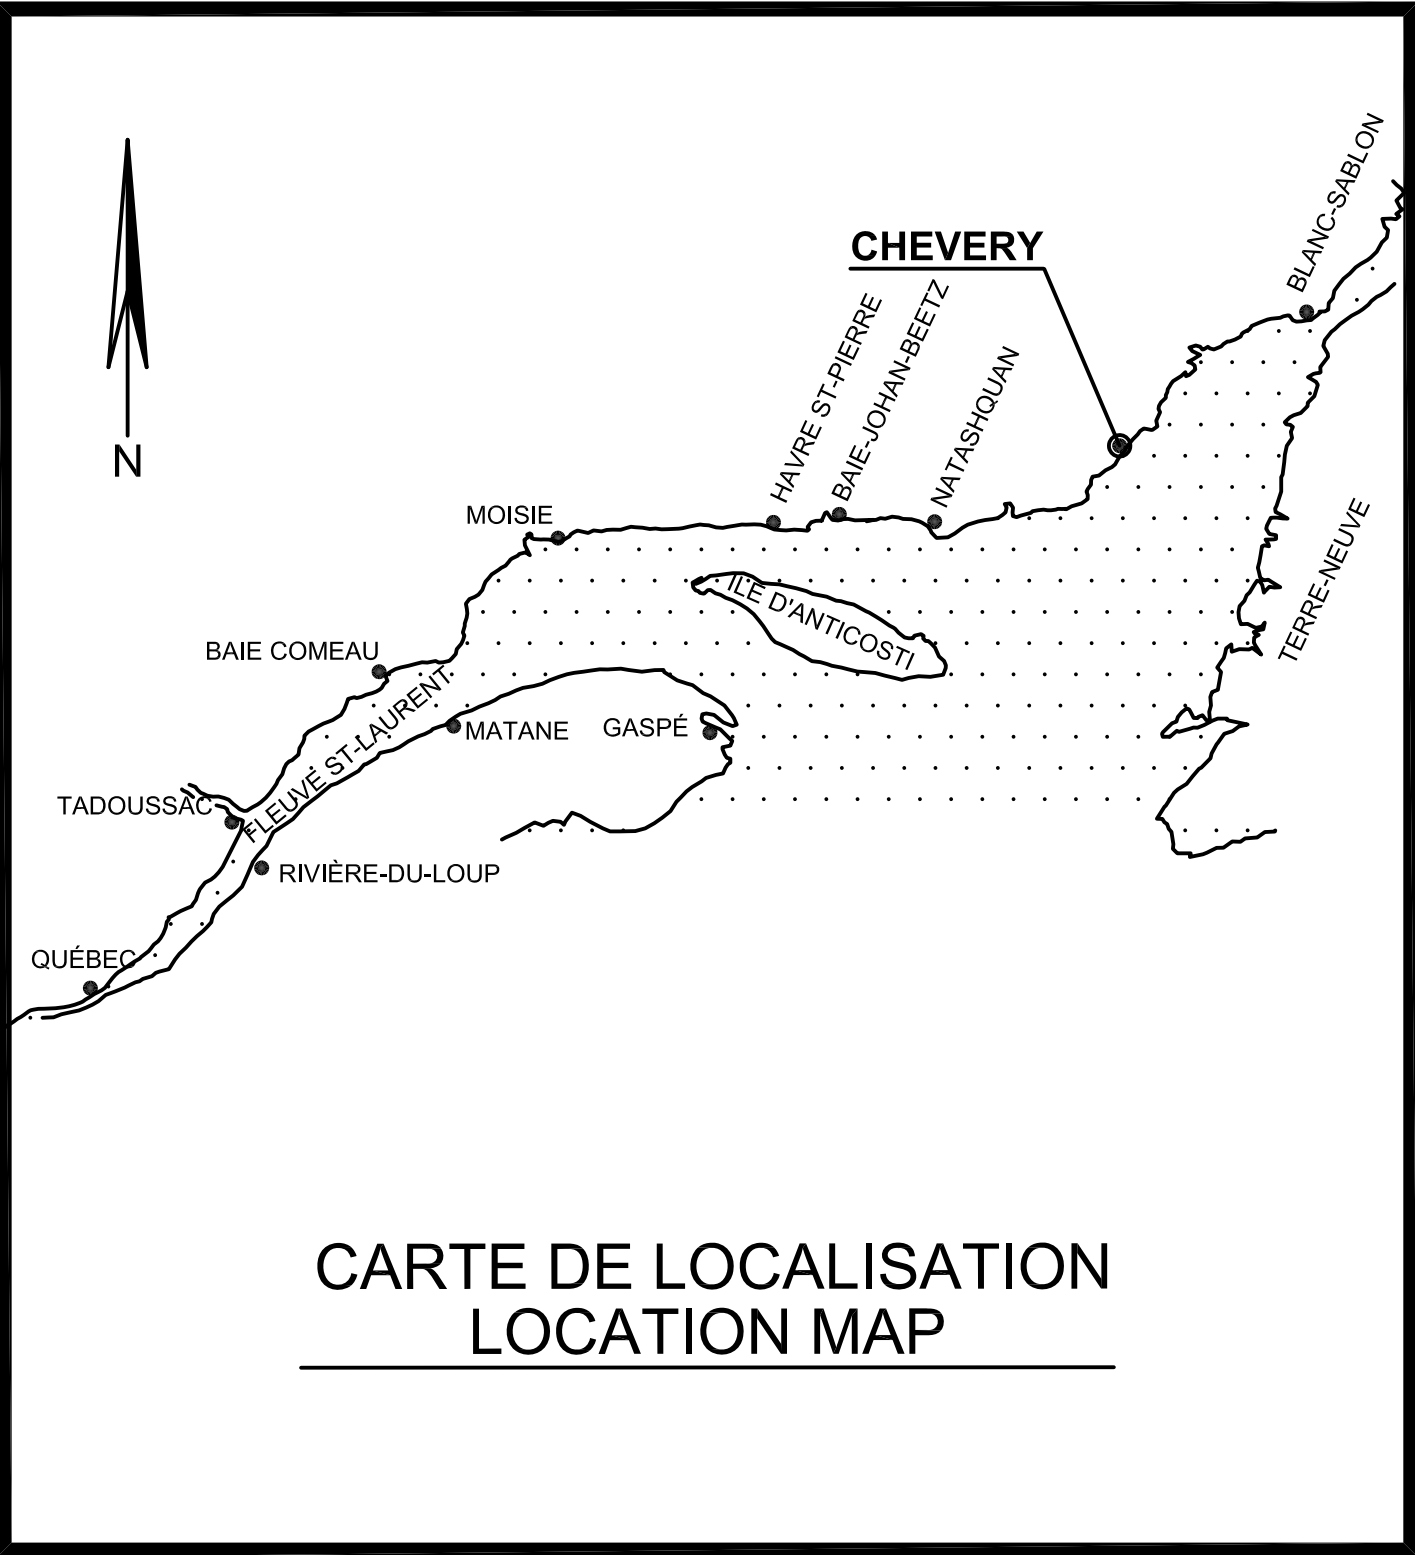 BLANC-SABLON
CHEVERY
HAVRE ST-PIERRE
BAIE-JOHAN-BEETZ
NATASHQUAN
N
MOISIE
TERRE-NEUVE
ILE D'ANTICOSTI
BAIE COMEAU
FLEUVE ST-LAURENT
MATANE
GASPÉ
TADOUSSAC
RIVIÈRE-DU-LOUP
QUÉBEC
CARTE DE LOCALISATION
LOCATION MAP